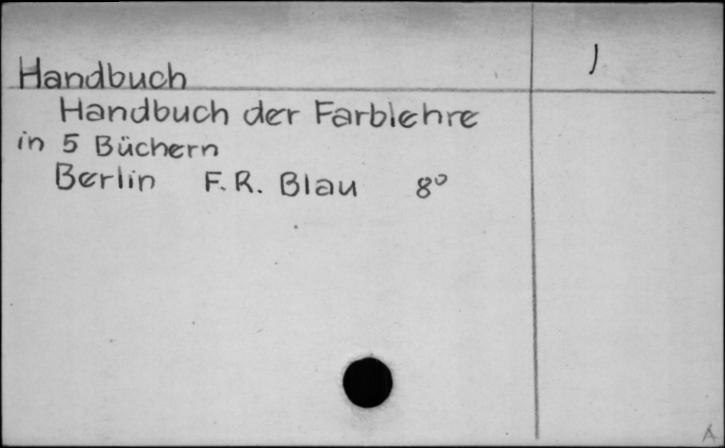 Handbuch
)
Handbuch der Farblehre
in 5 Büchern
Berlin F. R. Blau 8°
A